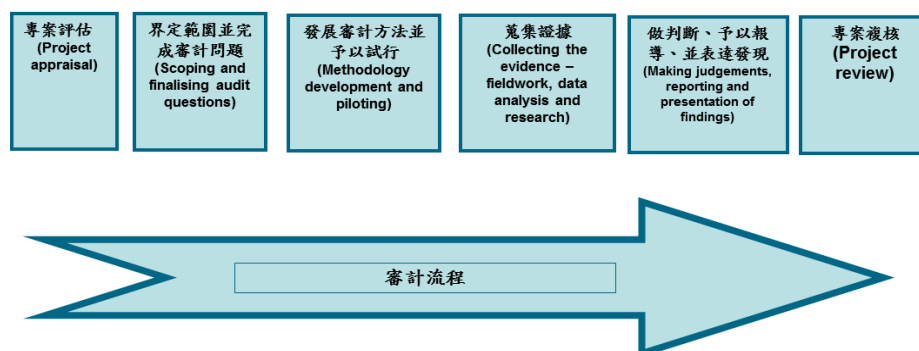 專案評估
(Project
appraisal)
界定範圍並完
成審計問題
(Scoping and
finalising audit
questions)
發展審計方法並
予以試行
(Methodology
development and
piloting)
蒐集證據
(Collecting the
evidence –
fieldwork, data
analysis and
research)
做判斷、予以報
導、並表達發現
(Making judgements,
reporting and
presentation of
findings)
專案複核
(Project
review)
審計流程